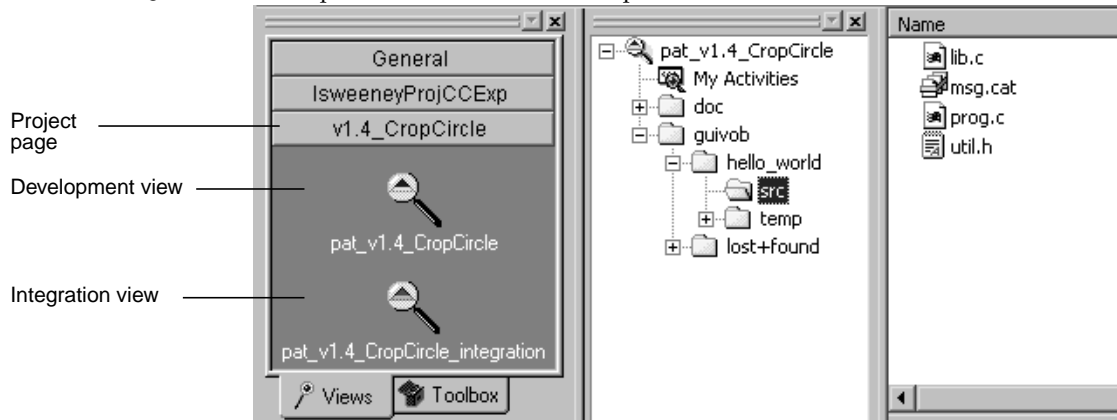 Project
page
Development view
Integration view
General
lsweeneyProjCCExp
v1.4_CropCircle
pat_v1.4_CropCircle
pat_v1.4_CropCircle_integration
Views
Toolbox
pat_v1.4_CropCircle
My Activities
doc
guivob
hello_world
src
temp
lost+found
Name
lib.c
msg.cat
prog.c
util.h